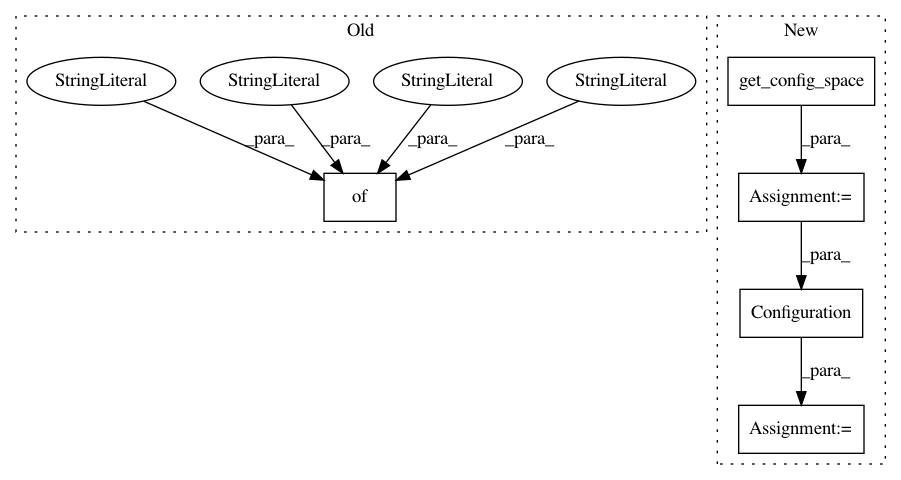 Old
New
StringLiteral
StringLiteral
StringLiteral
StringLiteral
get_config_space
_para_
_para_
_para_
_para_
_para_
of
Assignment:=
_para_
Configuration
_para_
Assignment:=